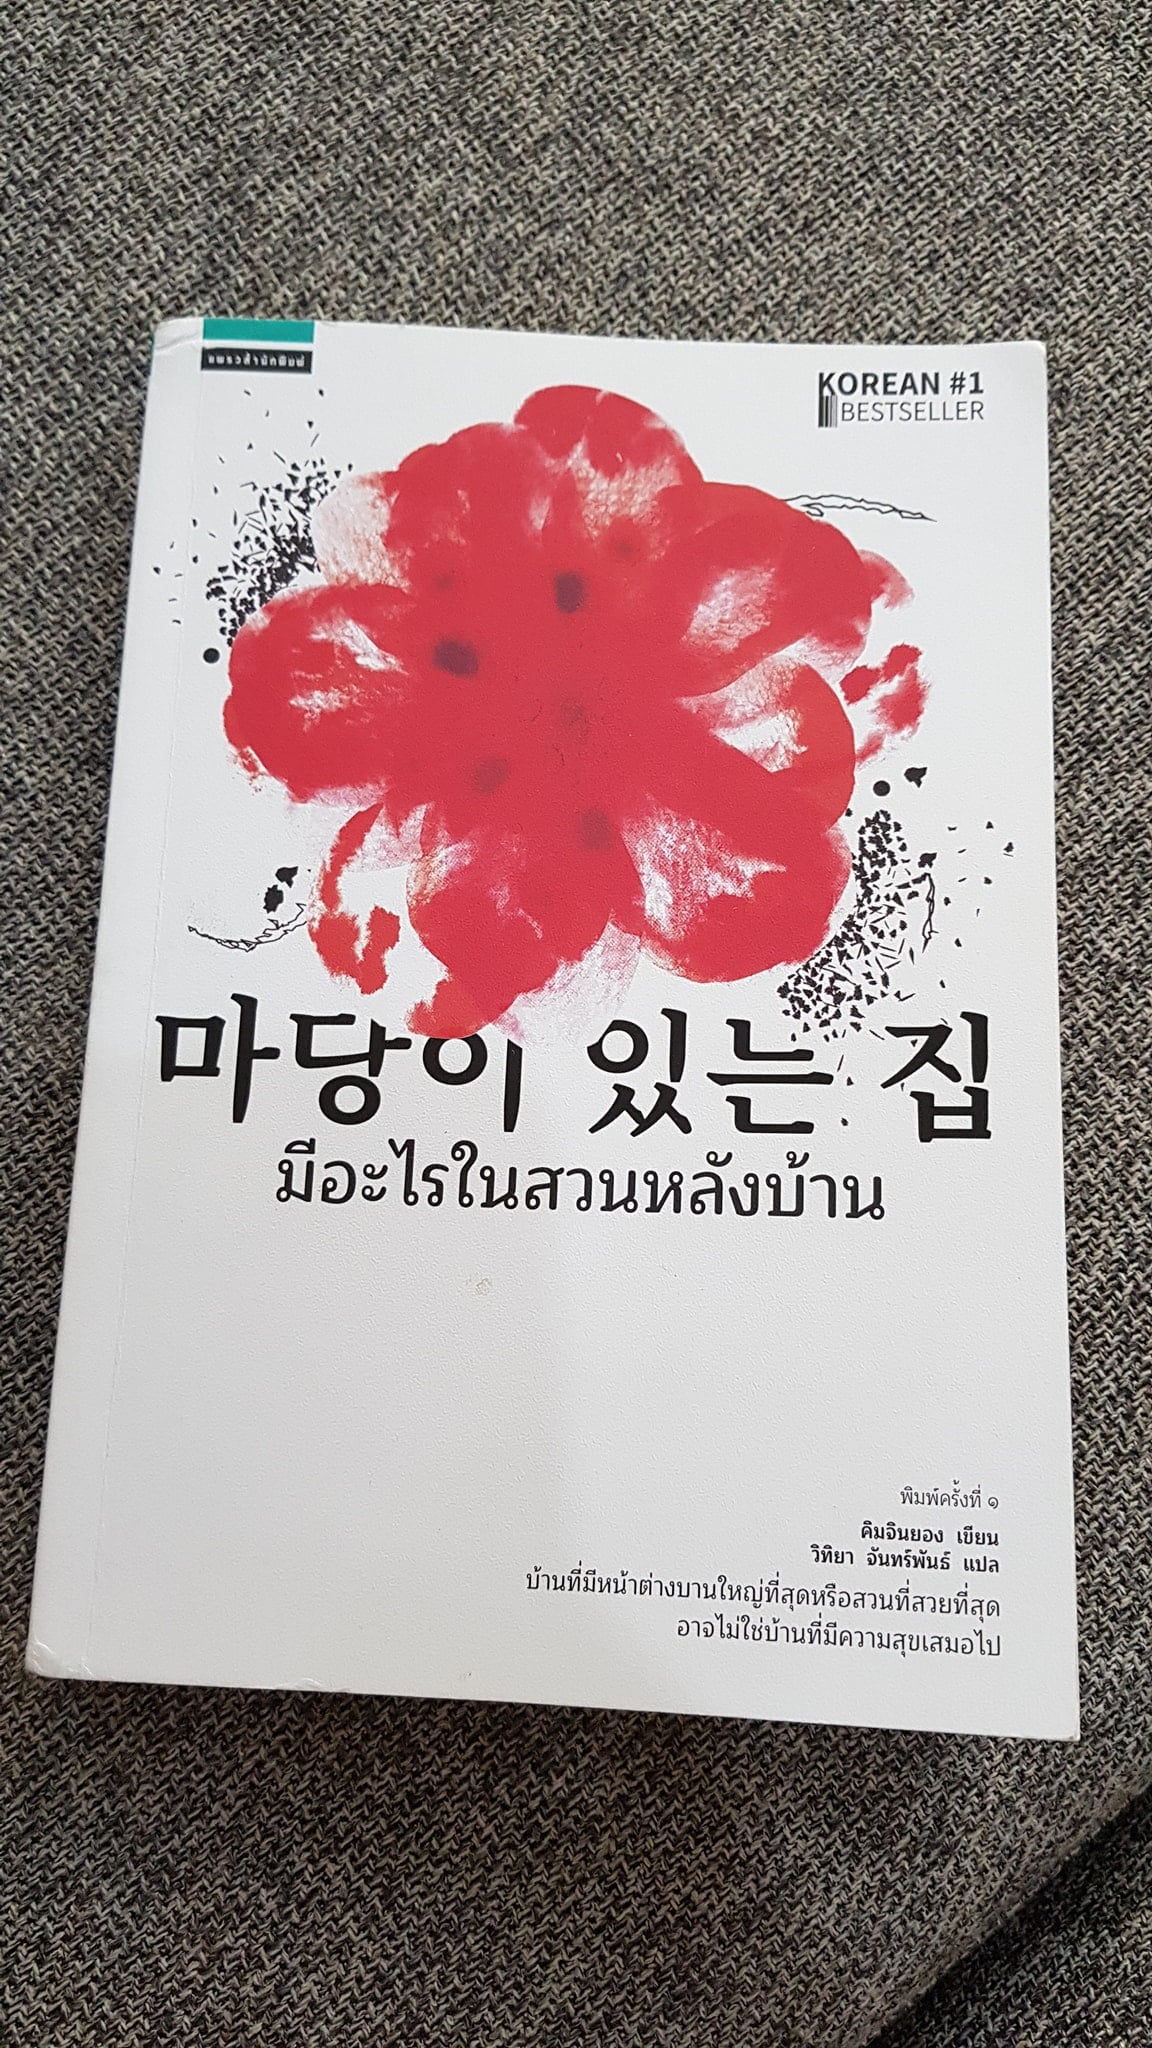 แพรวสำนักพิมพ์
KOREAN #1
BESTSELLER
마당이 있는 집
มีอะไรในสวนหลังบ้าน
พิมพ์ครั้งที่ ๑
คิมจินยอง เขียน
วิทิยา จันทร์พันธ์ แปล
บ้านที่มีหน้าต่างบานใหญ่ที่สุดหรือสวนที่สวยที่สุด
อาจไม่ใช่บ้านที่มีความสุขเสมอไป